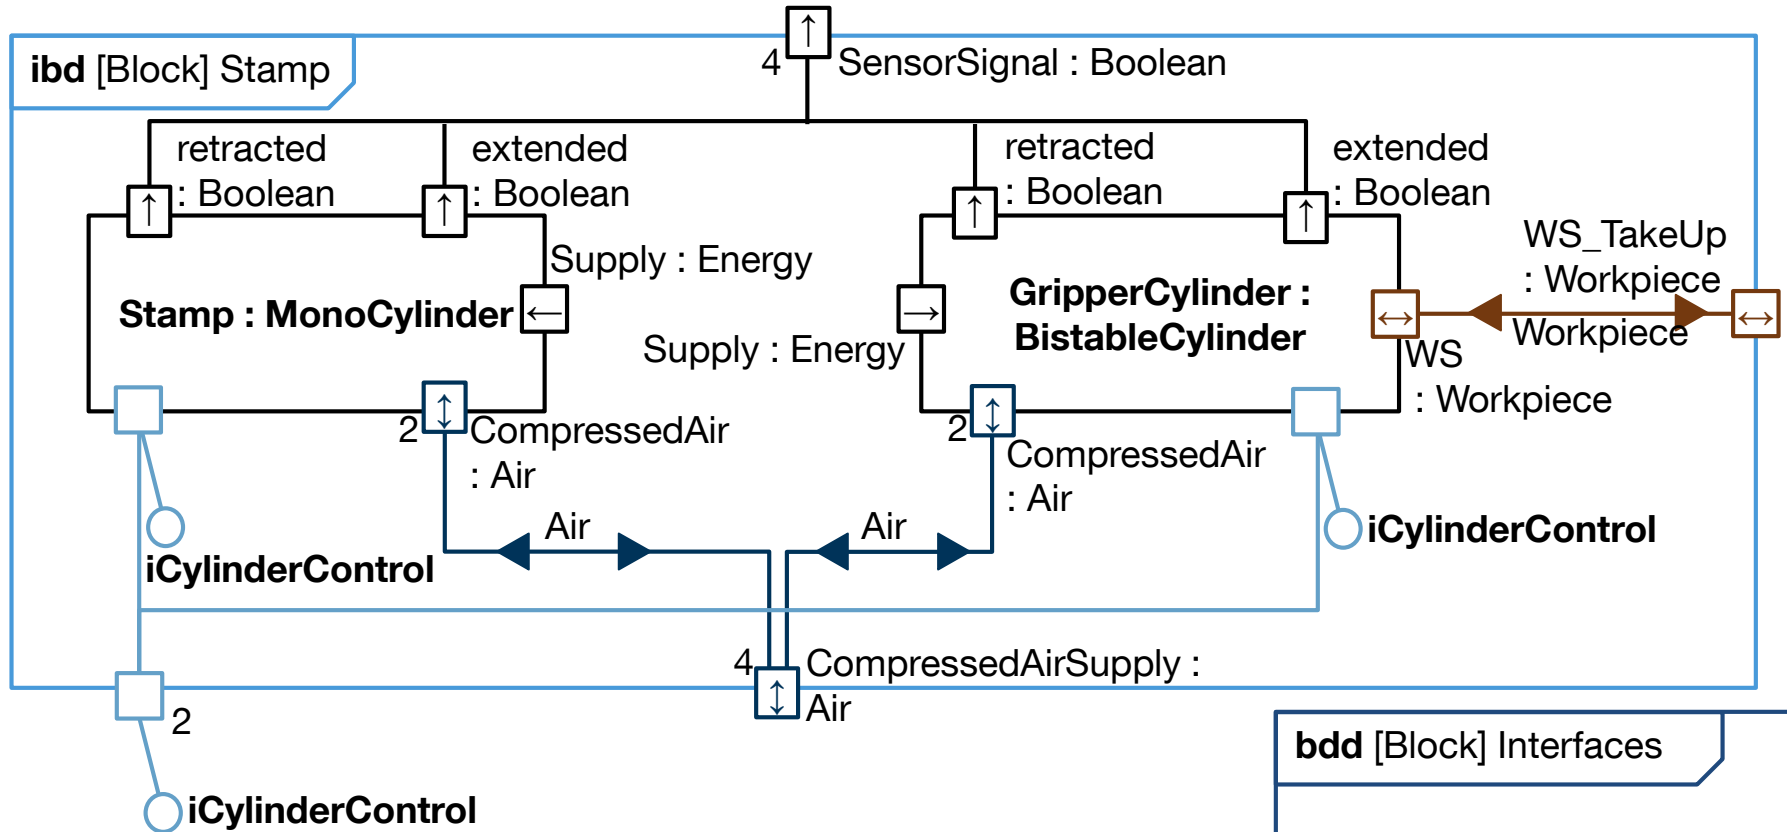 ibd [Block] Stamp
4
SensorSignal : Boolean
retracted
: Boolean
extended
: Boolean
retracted
: Boolean
extended
: Boolean
Supply : Energy
Stamp : MonoCylinder
Supply : Energy
GripperCylinder :
BistableCylinder
WS_TakeUp
: Workpiece
Workpiece
WS
: Workpiece
2
CompressedAir
: Air
2
CompressedAir
: Air
Air
Air
iCylinderControl
iCylinderControl
4
CompressedAirSupply :
Air
2
iCylinderControl
bdd [Block] Interfaces